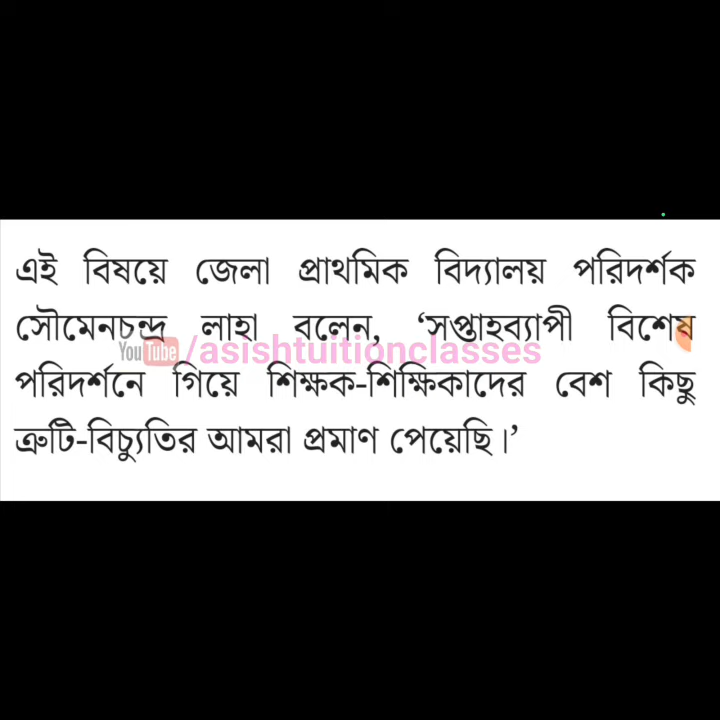 এই বিষয়ে জেলা প্রাথমিক বিদ্যালয় পরিদর্শক
সৌমেনচন্দ্র লাহা বলেন, ‘সপ্তাহব্যাপী বিশেষ
YouTube /asishtuitionclasses
পরিদর্শনে গিয়ে শিক্ষক-শিক্ষিকাদের বেশ কিছু
ত্রুটি-বিচ্যুতির আমরা প্রমাণ পেয়েছি।’